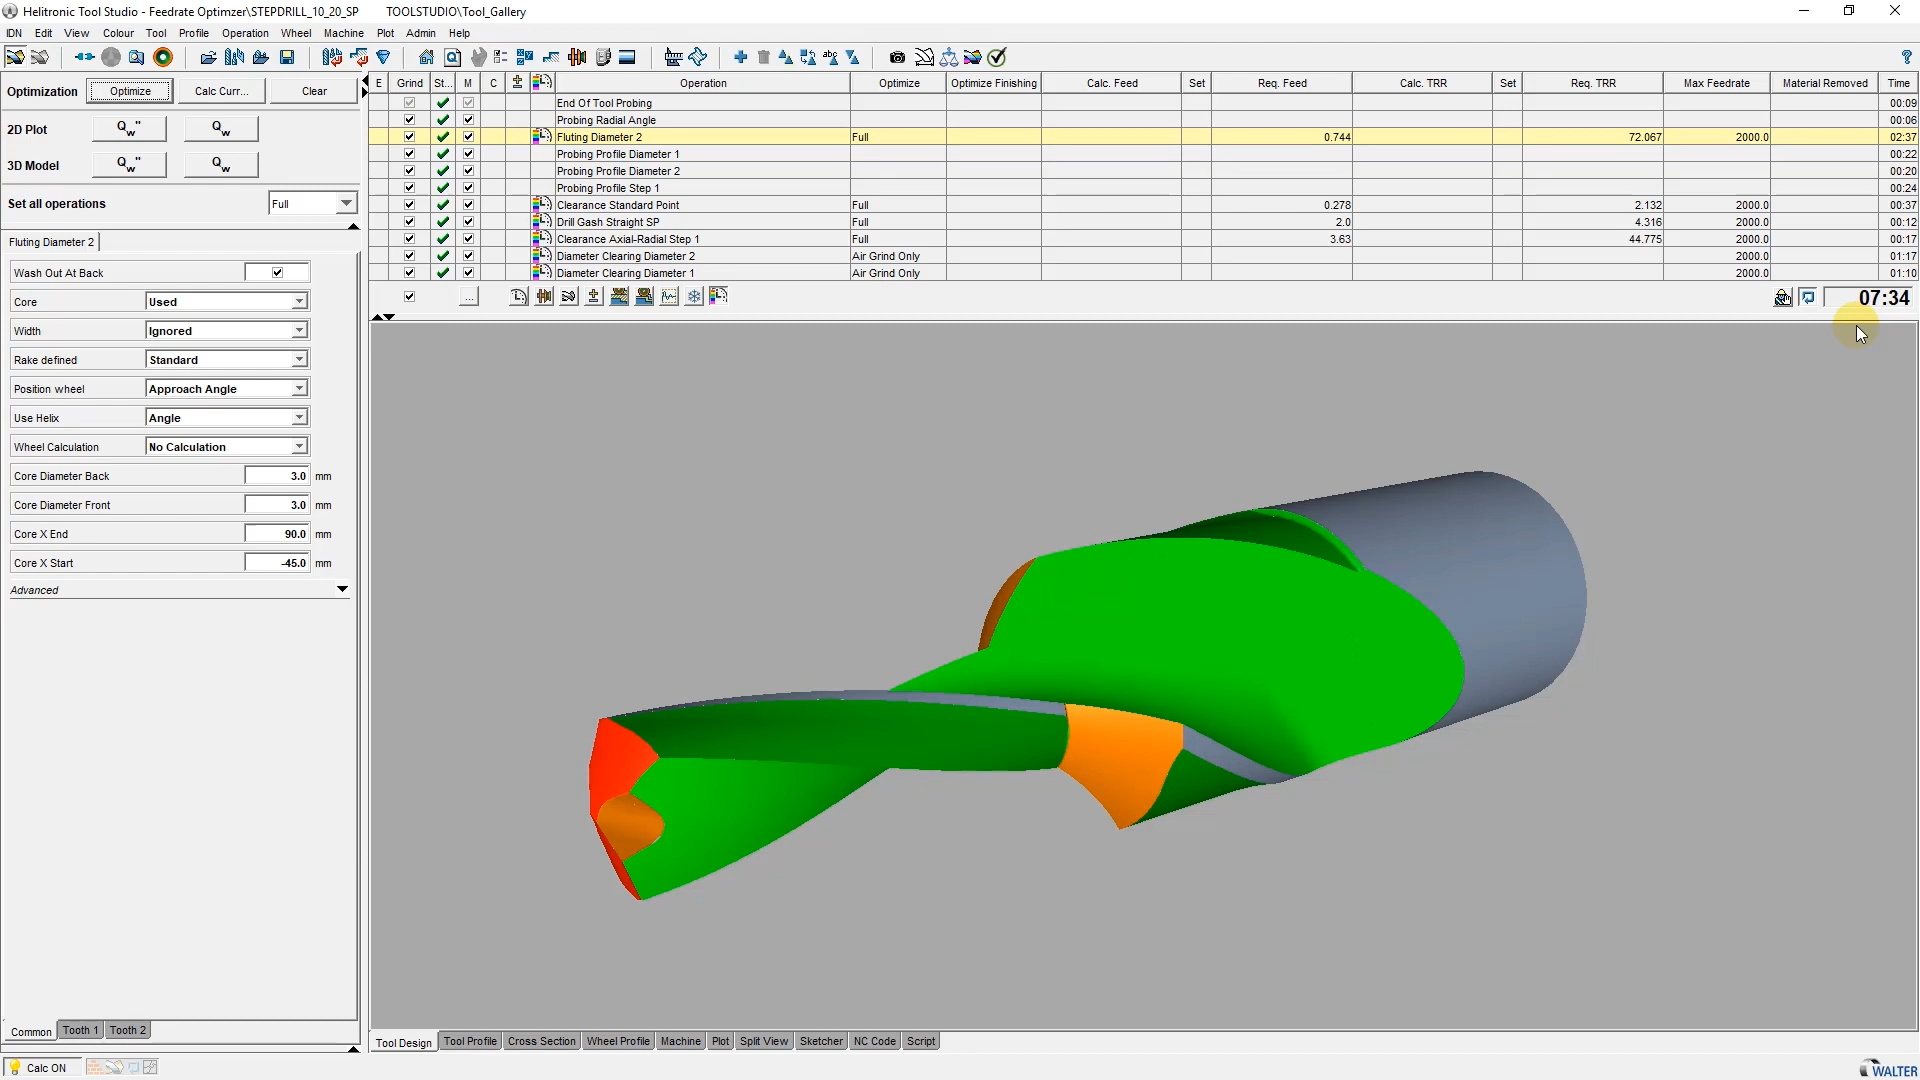 Helitronic Tool Studio - Feedrate Optimzer\STEPDRILL_10_20_SP TOOLSTUDIO\Tool_Gallery
IDN Edit View Colour Tool Profile Operation Wheel Machine Plot Admin Help
Optimization Optimize Calc Curr... Clear
2D Plot Qw" Qw
3D Model Qw" Qw
Set all operations Full
Fluting Diameter 2
Wash Out At Back
Core Used
Width Ignored
Rake defined Standard
Position wheel Approach Angle
Use Helix Angle
Wheel Calculation No Calculation
Core Diameter Back 3.0 mm
Core Diameter Front 3.0 mm
Core X End 90.0 mm
Core X Start -45.0 mm
Advanced
Common Tooth 1 Tooth 2
Calc ON
E Grind St... M C Operation Optimize Optimize Finishing Calc. Feed Set Req. Feed Calc. TRR Set Req. TRR Max Feedrate Material Removed Time
End Of Tool Probing 00:09
Probing Radial Angle 00:06
Fluting Diameter 2 Full 0.744 72.067 2000.0 02:37
Probing Profile Diameter 1 00:22
Probing Profile Diameter 2 00:20
Probing Profile Step 1 00:24
Clearance Standard Point Full 0.278 2.132 2000.0 00:37
Drill Gash Straight SP Full 2.0 4.316 2000.0 00:12
Clearance Axial-Radial Step 1 Full 3.63 44.775 2000.0 00:17
Diameter Clearing Diameter 2 Air Grind Only 2000.0 01:17
Diameter Clearing Diameter 1 Air Grind Only 2000.0 01:10
... 07:34
Tool Design Tool Profile Cross Section Wheel Profile Machine Plot Split View Sketcher NC Code Script
WALTER